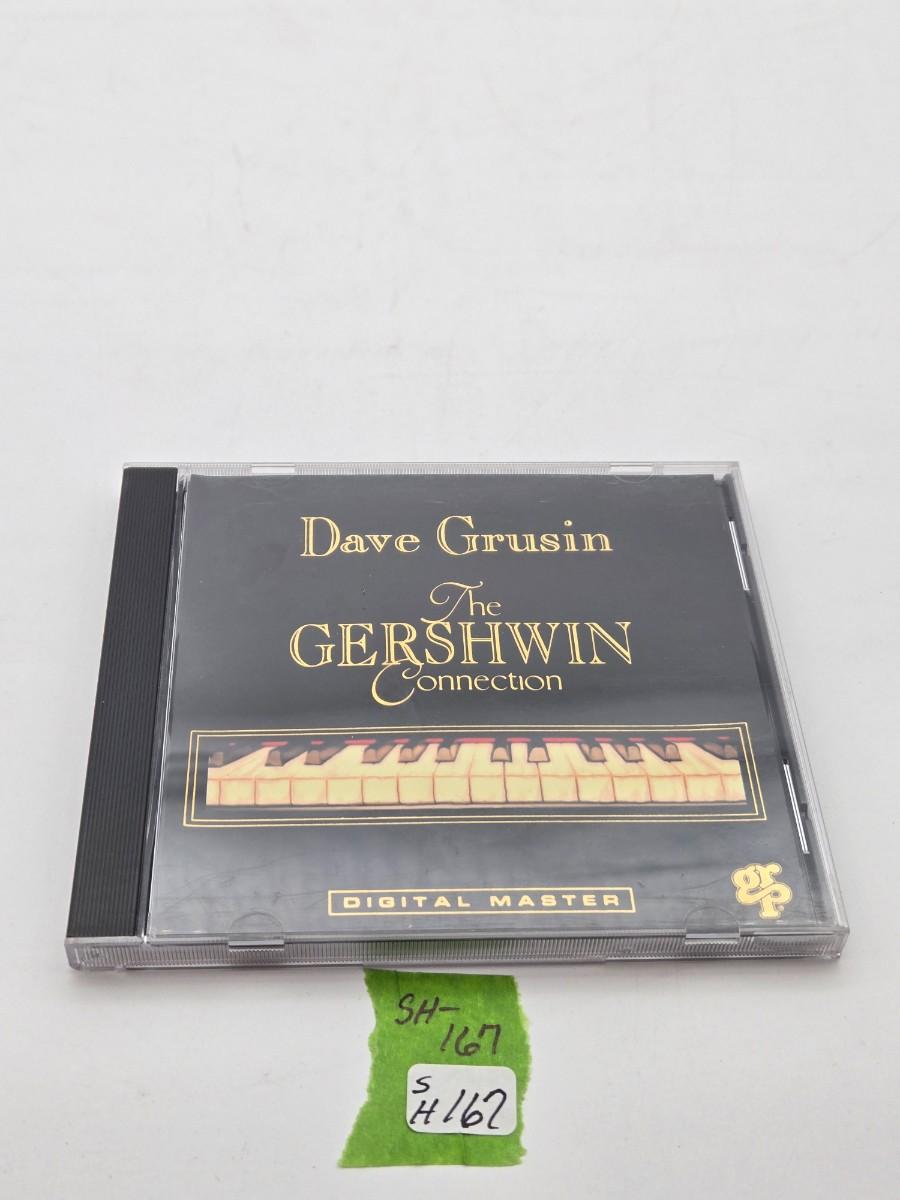 Dave Grusin
The
GERSHWIN
Connection
DIGITAL MASTER
grp
SH-
167
S
H167